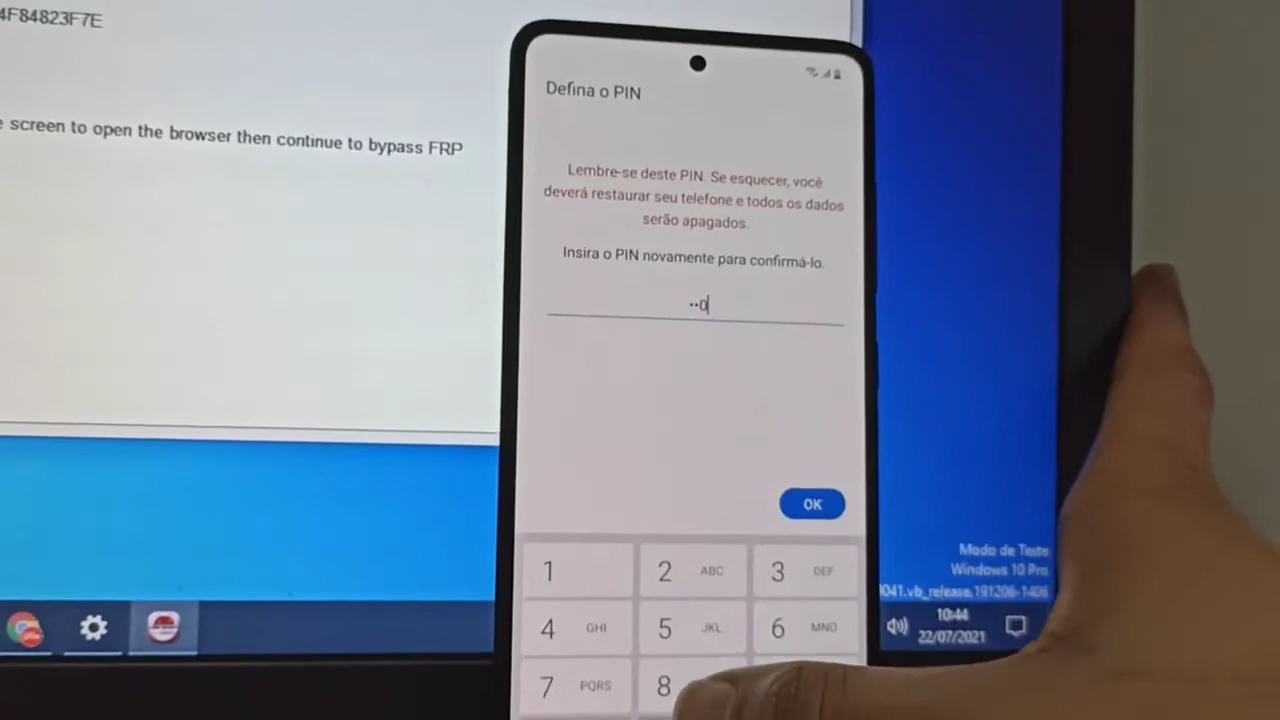 4F84823F7E
screen to open the browser then continue to bypass FRP
Defina o PIN
Lembre-se deste PIN. Se esquecer, você
deverá restaurar seu telefone e todos os dados
serão apagados.
Insira o PIN novamente para confirmá-lo.
··0
OK
1
2 ABC
3 DEF
4 GHI
5 JKL
6 MNO
7 PQRS
8
Modo de Teste
Windows 10 Pro
041.vb_release.191206-1406
10:44
22/07/2021